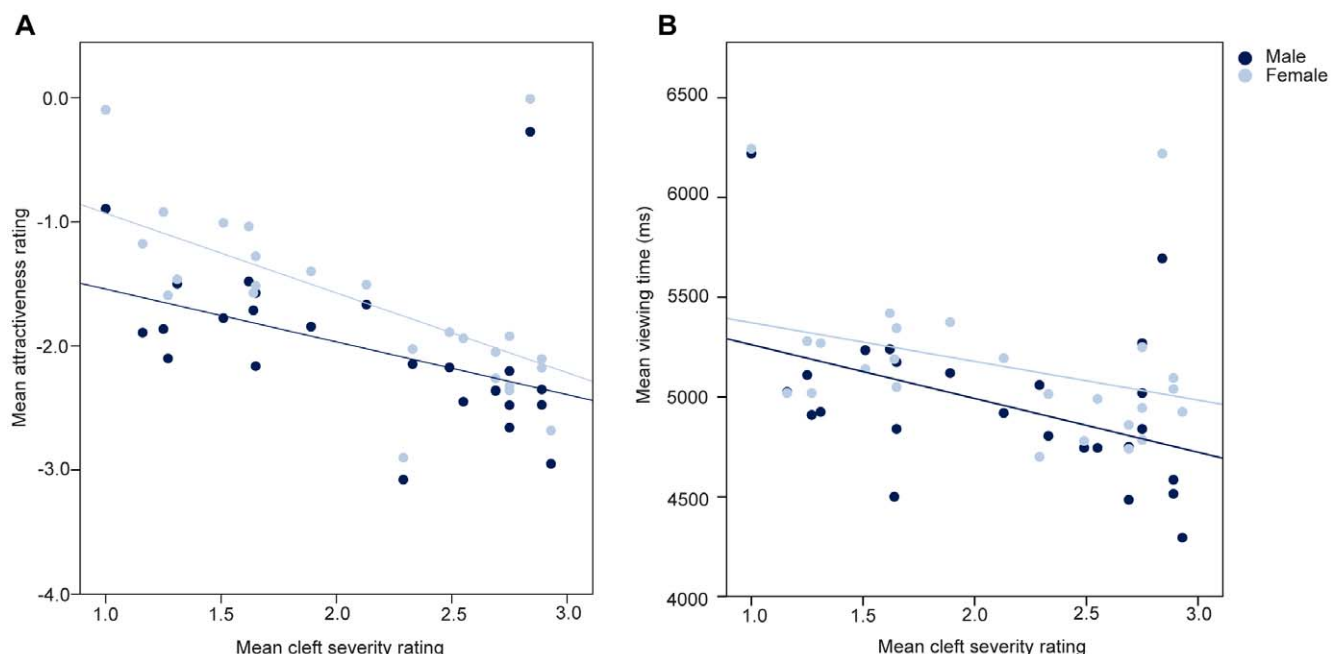 A
0.0
-1.0
-2.0
-3.0
-4.0
1.0 1.5 2.0 2.5 3.0
Mean attractiveness rating
Mean cleft severity rating
B
6500
6000
5500
5000
4500
4000
1.0 1.5 2.0 2.5 3.0
Mean viewing time (ms)
Mean cleft severity rating
Male
Female